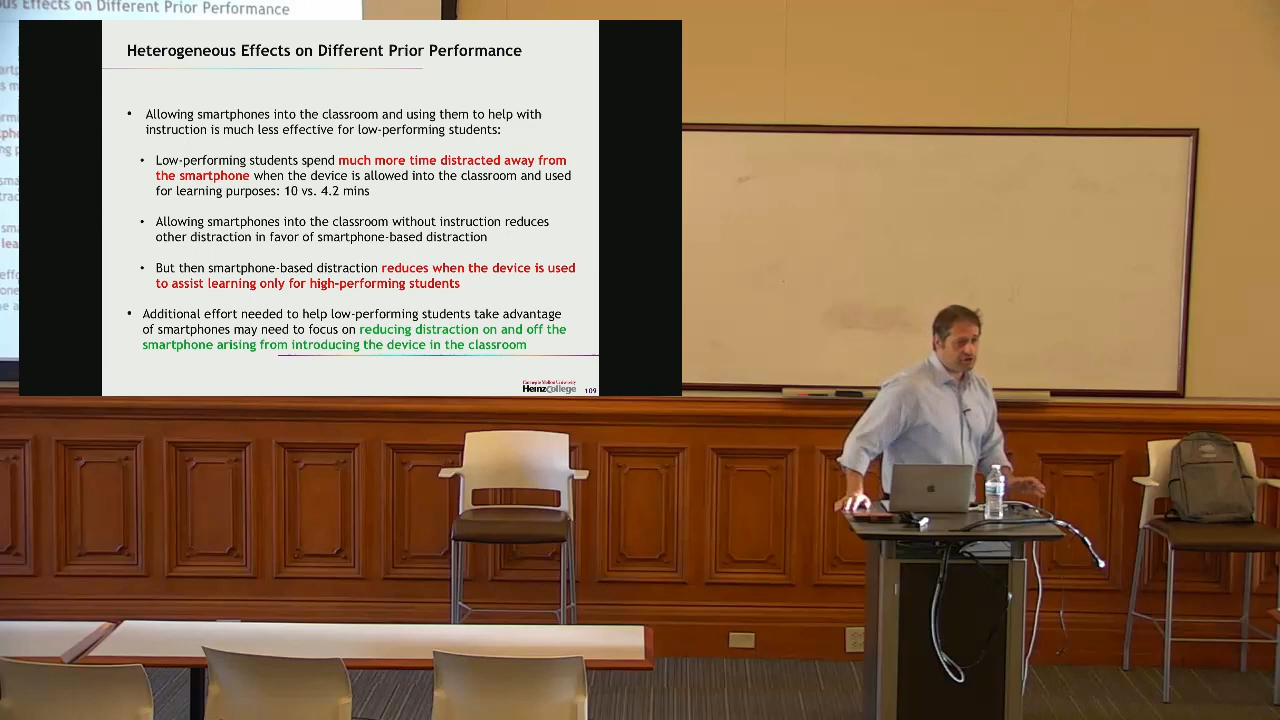 us Effects on Different Prior Performance
Heterogeneous Effects on Different Prior Performance
• Allowing smartphones into the classroom and using them to help with
instruction is much less effective for low-performing students:
• Low-performing students spend much more time distracted away from
the smartphone when the device is allowed into the classroom and used
for learning purposes: 10 vs. 4.2 mins
• Allowing smartphones into the classroom without instruction reduces
other distraction in favor of smartphone-based distraction
• But then smartphone-based distraction reduces when the device is used
to assist learning only for high-performing students
• Additional effort needed to help low-performing students take advantage
of smartphones may need to focus on reducing distraction on and off the
smartphone arising from introducing the device in the classroom
Carnegie Mellon University
HeinzCollege
109